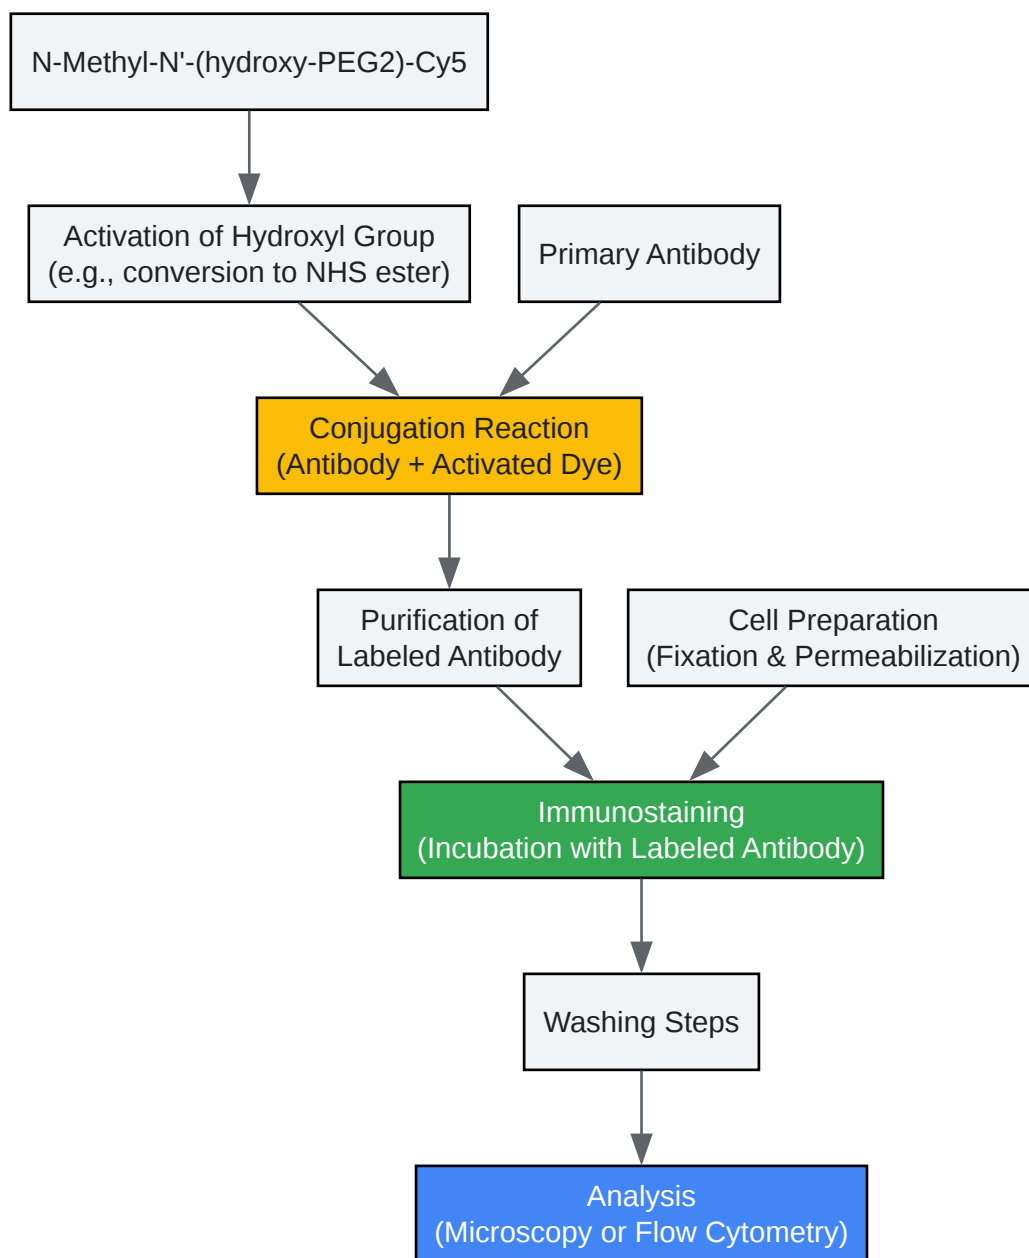 N-Methyl-N'-(hydroxy-PEG2)-Cy5
Activation of Hydroxyl Group
(e.g., conversion to NHS ester)
Primary Antibody
Conjugation Reaction
(Antibody + Activated Dye)
Purification of
Labeled Antibody
Cell Preparation
(Fixation & Permeabilization)
Immunostaining
(Incubation with Labeled Antibody)
Washing Steps
Analysis
(Microscopy or Flow Cytometry)